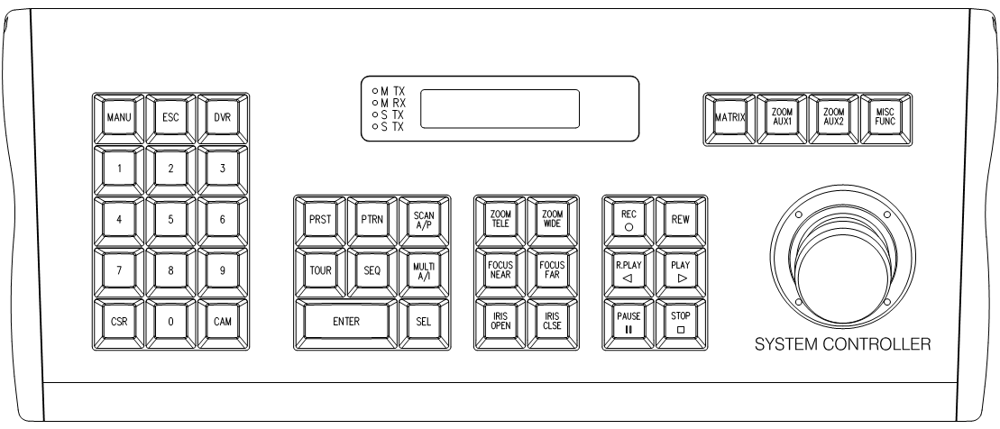 M TX
M RX
S TX
S TX
MANU
ESC
DVR
MATRIX
ZOOM
AUX1
ZOOM
AUX2
MISC
FUNC
1
2
3
4
5
6
7
8
9
CSR
0
CAM
PRST
PTRN
SCAN
A/P
TOUR
SEQ
MULTI
A/I
ENTER
SEL
ZOOM
TELE
ZOOM
WIDE
FOCUS
NEAR
FOCUS
FAR
IRIS
OPEN
IRIS
CLSE
REC
REW
R.PLAY
PLAY
PAUSE
STOP
SYSTEM CONTROLLER